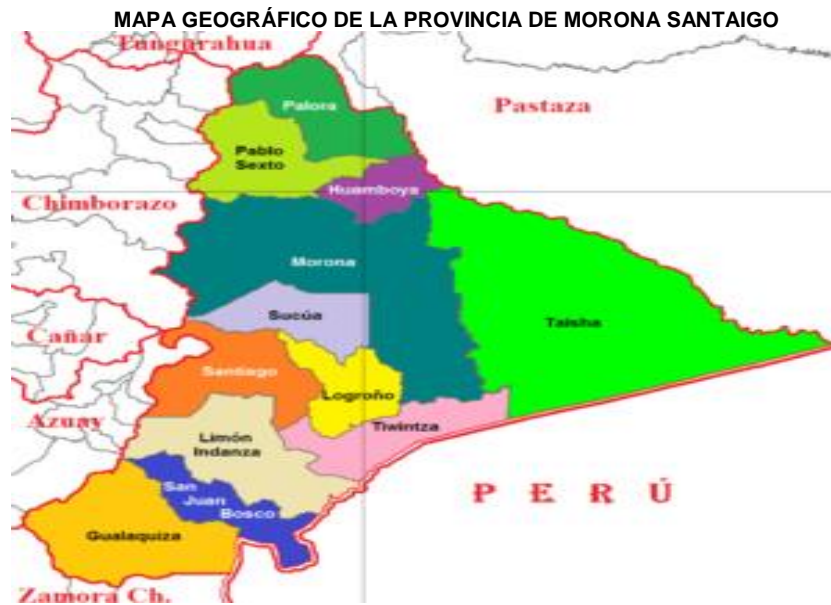 MAPA GEOGRÁFICO DE LA PROVINCIA DE MORONA SANTAIGO
Tungurahua
Palora
Pastaza
Pablo
Sexto
Huamboya
Chimborazo
Morona
Sucúa
Taisha
Cañar
Santiago
Logroño
Azuay
Tiwintza
Limón
Indanza
San
Juan
Bosco
PERÚ
Gualaquiza
Zamora Ch.